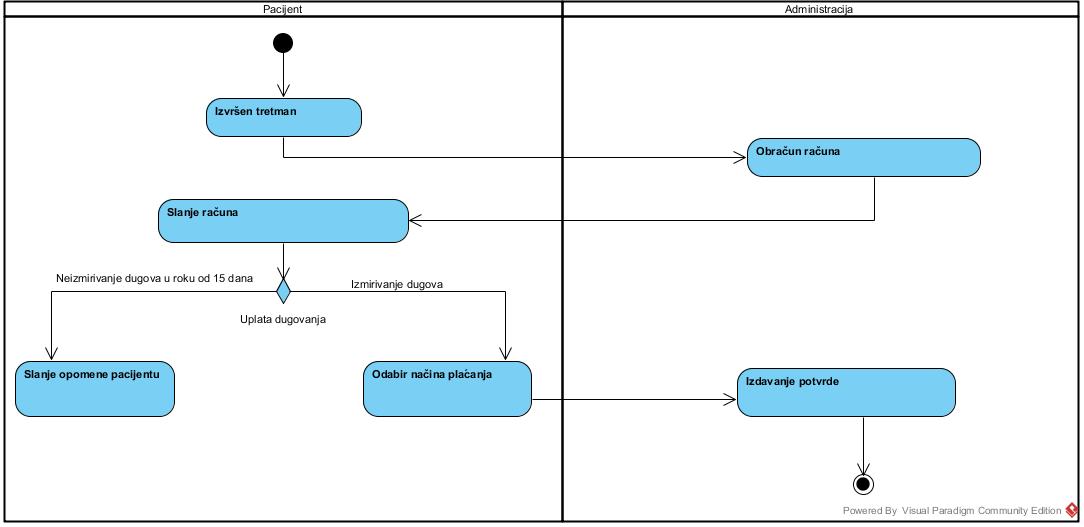 Pacijent
Administracija
Izvršen tretman
Obračun računa
Slanje računa
Neizmirivanje dugova u roku od 15 dana
Izmirivanje dugova
Uplata dugovanja
Slanje opomene pacijentu
Odabir načina plaćanja
Izdavanje potvrde
Powered By Visual Paradigm Community Edition